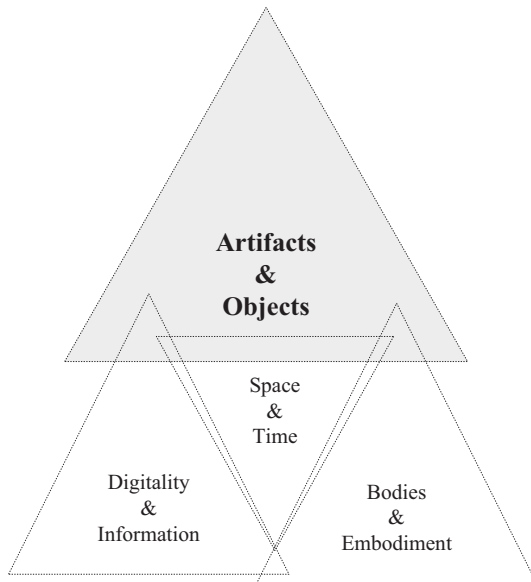 Artifacts
&
Objects
Space
&
Time
Digitality
&
Information
Bodies
&
Embodiment